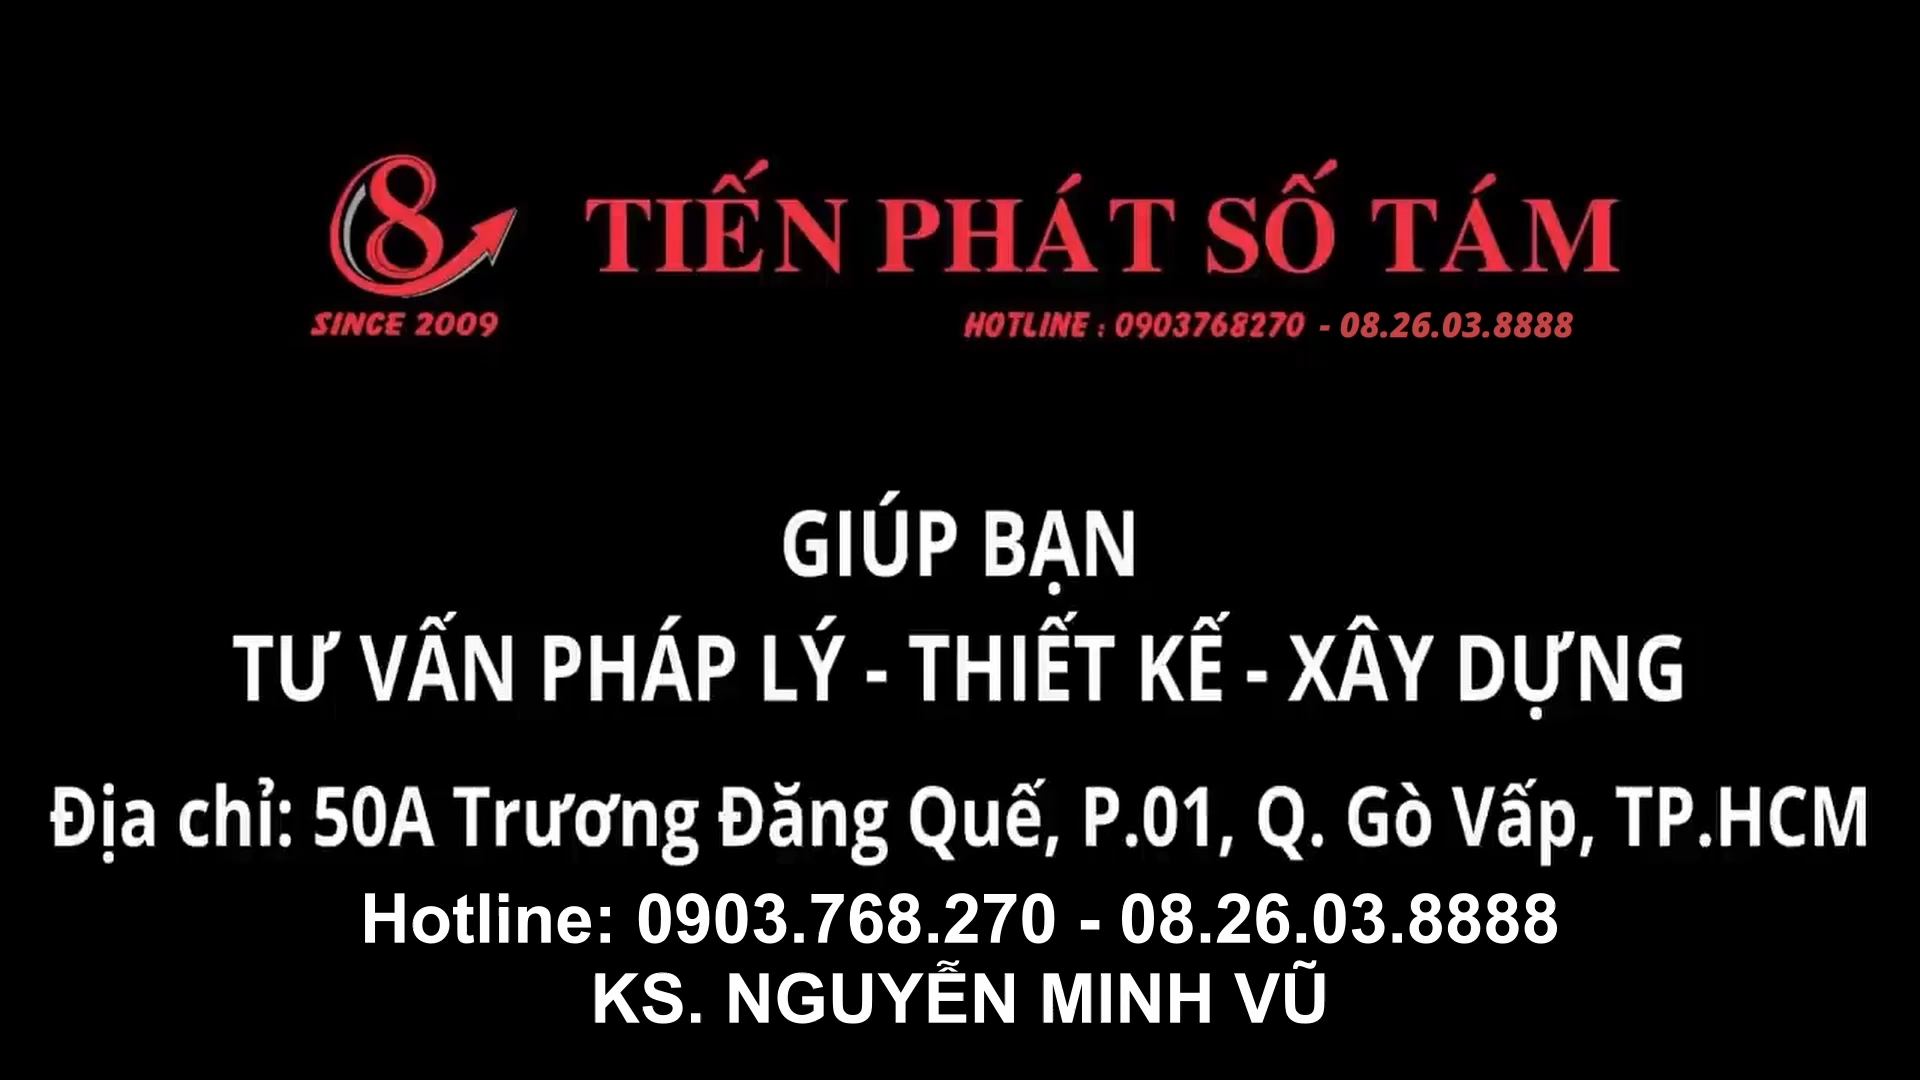 8 TIẾN PHÁT SỐ TÁM
SINCE 2009 HOTLINE : 0903768270 - 08.26.03.8888
GIÚP BẠN
TƯ VẤN PHÁP LÝ - THIẾT KẾ - XÂY DỰNG
Địa chỉ: 50A Trương Đăng Quế, P.01, Q. Gò Vấp, TP.HCM
Hotline: 0903.768.270 - 08.26.03.8888
KS. NGUYỄN MINH VŨ